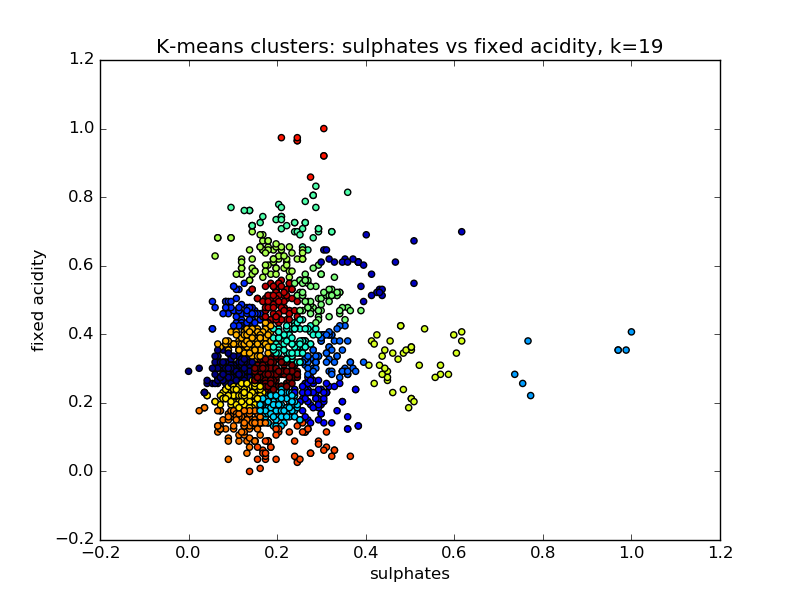 K-means clusters: sulphates vs fixed acidity, k=19
1.2
1.0
0.8
0.6
0.4
0.2
0.0
−0.2
fixed acidity
−0.2 0.0 0.2 0.4 0.6 0.8 1.0 1.2
sulphates